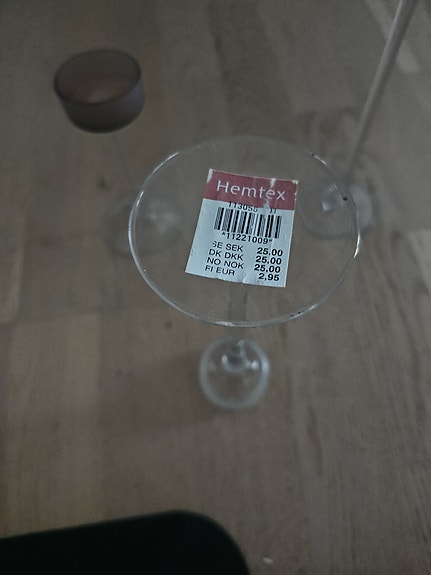 Hemtex
*11221009*
SE SEK 25.00
DK DKK 25.00
NO NOK 25.00
FI EUR 2.95